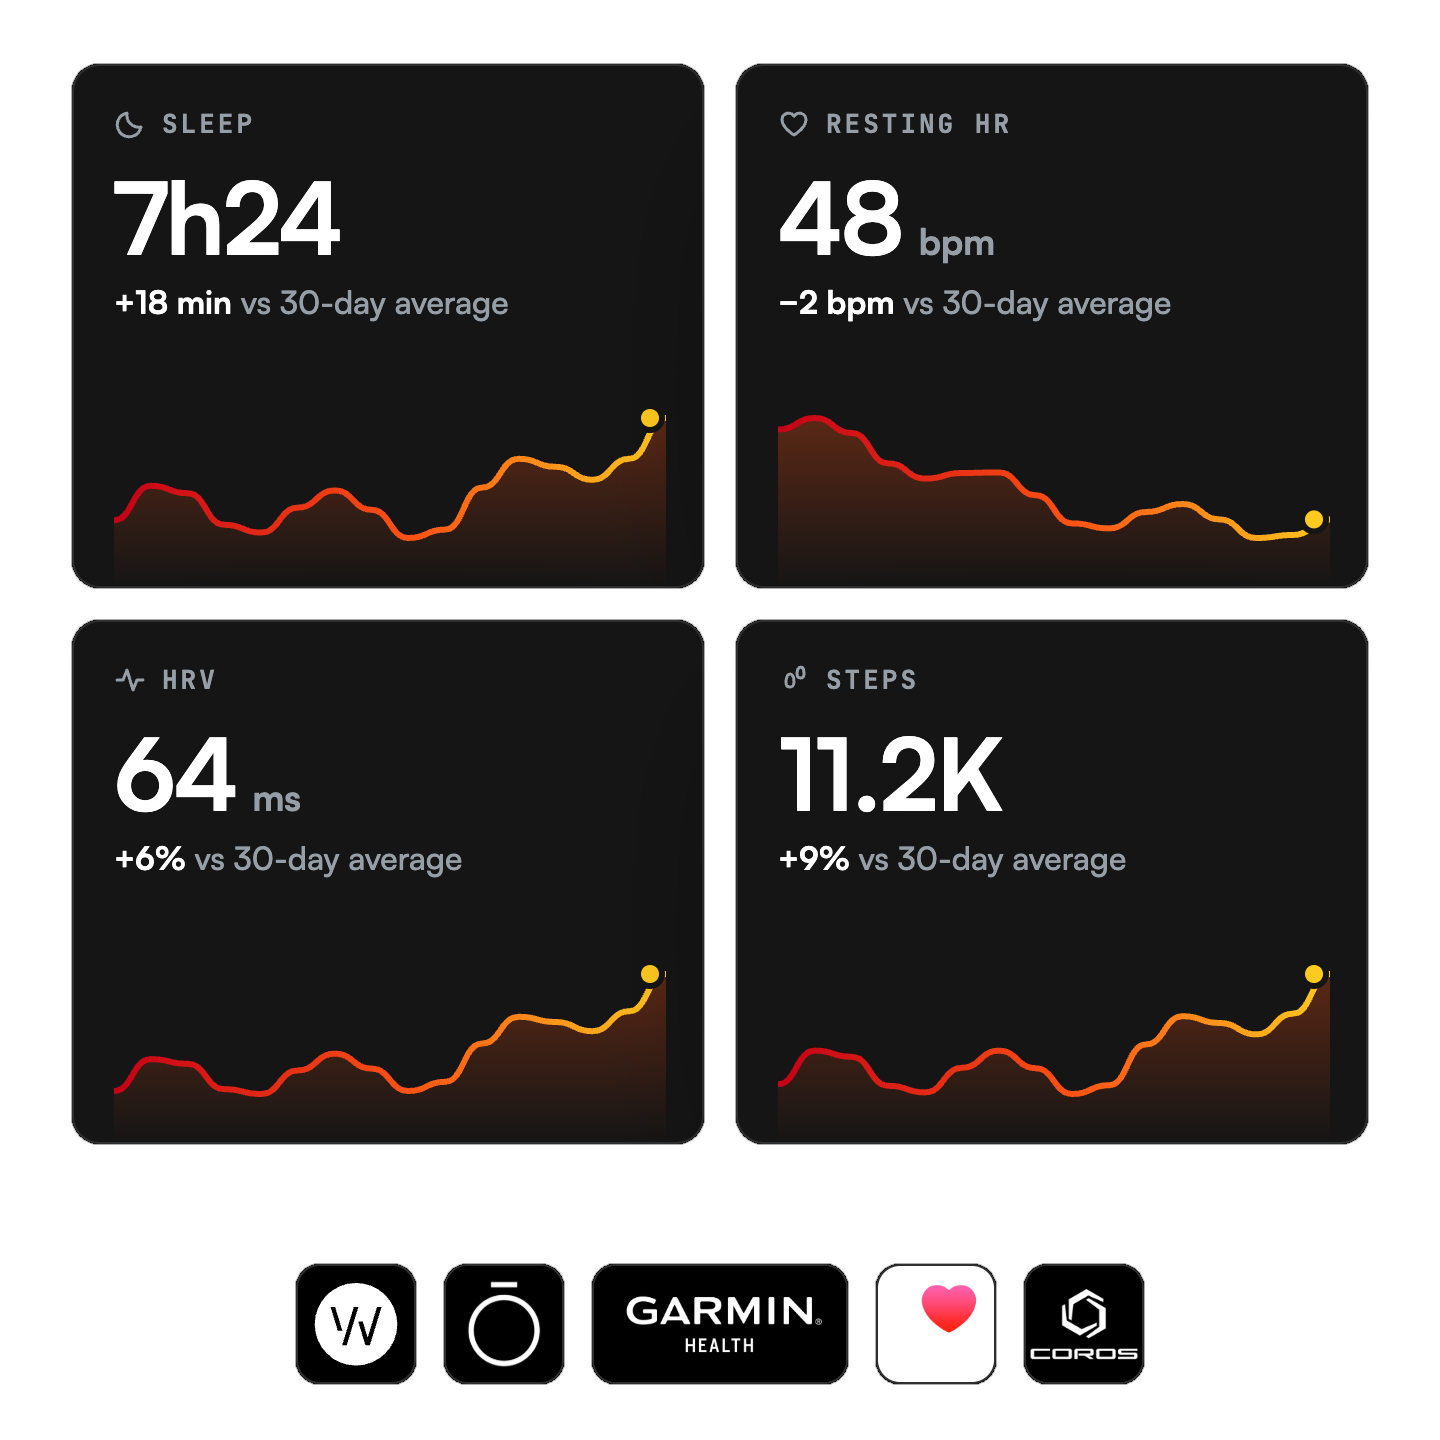 SLEEP
7h24
+18 min vs 30-day average
RESTING HR
48 bpm
−2 bpm vs 30-day average
HRV
64 ms
+6% vs 30-day average
STEPS
11.2K
+9% vs 30-day average
W
GARMIN®
HEALTH
COROS